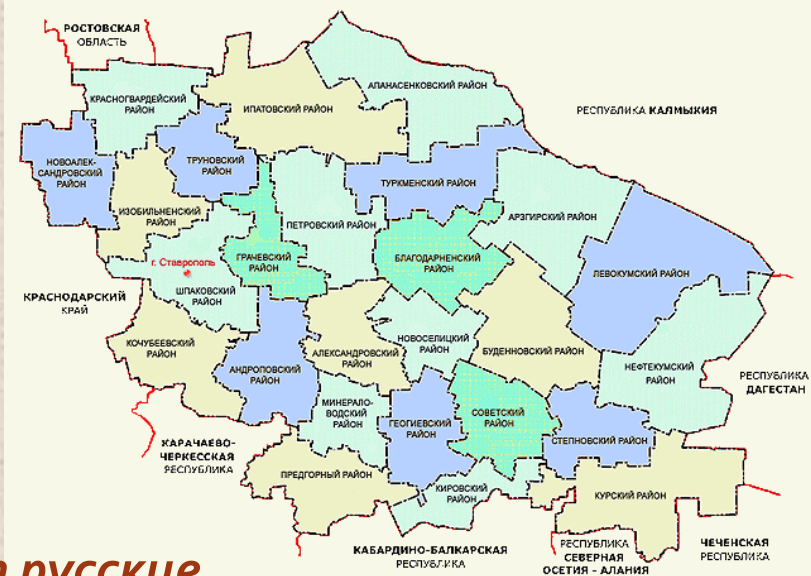 РОСТОВСКАЯ
ОБЛАСТЬ
КРАСНОГВАРДЕЙСКИЙ
РАЙОН
ИПАТОВСКИЙ РАЙОН
АПАНАСЕНКОВСКИЙ РАЙОН
РЕСПУБЛИКА КАЛМЫКИЯ
НОВОАЛЕК-
САНДРОВСКИЙ
РАЙОН
ТРУНОВСКИЙ
РАЙОН
ТУРКМЕНСКИЙ РАЙОН
ИЗОБИЛЬНЕНСКИЙ
РАЙОН
ПЕТРОВСКИЙ РАЙОН
АРЗГИРСКИЙ РАЙОН
г. Ставрополь
ШПАКОВСКИЙ
РАЙОН
ГРАЧЕВСКИЙ
РАЙОН
БЛАГОДАРНЕНСКИЙ
РАЙОН
ЛЕВОКУМСКИЙ РАЙОН
КРАСНОДАРСКИЙ
КРАЙ
КОЧУБЕЕВСКИЙ
РАЙОН
АНДРОПОВСКИЙ
РАЙОН
АЛЕКСАНДРОВСКИЙ
РАЙОН
НОВОСЕЛИЦКИЙ
РАЙОН
БУДЕННОВСКИЙ РАЙОН
НЕФТЕКУМСКИЙ
РАЙОН
РЕСПУБЛИКА
ДАГЕСТАН
МИНЕРАЛО-
ВОДСКИЙ
РАЙОН
ГЕОГИЕВСКИЙ
РАЙОН
СОВЕТСКИЙ
РАЙОН
СТЕПНОВСКИЙ РАЙОН
КАРАЧАЕВО-
ЧЕРКЕССКАЯ
РЕСПУБЛИКА
ПРЕДГОРНЫЙ РАЙОН
КИРОВСКИЙ
РАЙОН
КУРСКИЙ РАЙОН
КАБАРДИНО-БАЛКАРСКАЯ
РЕСПУБЛИКА
РЕСПУБЛИКА
СЕВЕРНАЯ
ОСЕТИЯ - АЛАНИЯ
ЧЕЧЕНСКАЯ
РЕСПУБЛИКА
русские